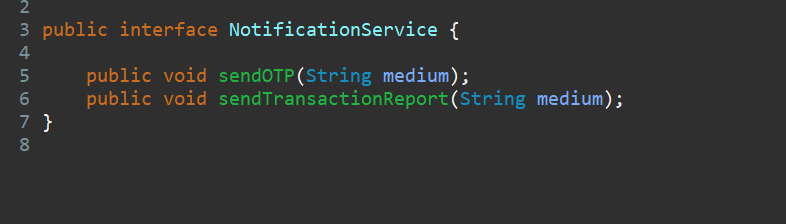 2
3 public interface NotificationService {
4
5     public void sendOTP(String medium);
6     public void sendTransactionReport(String medium);
7 }
8